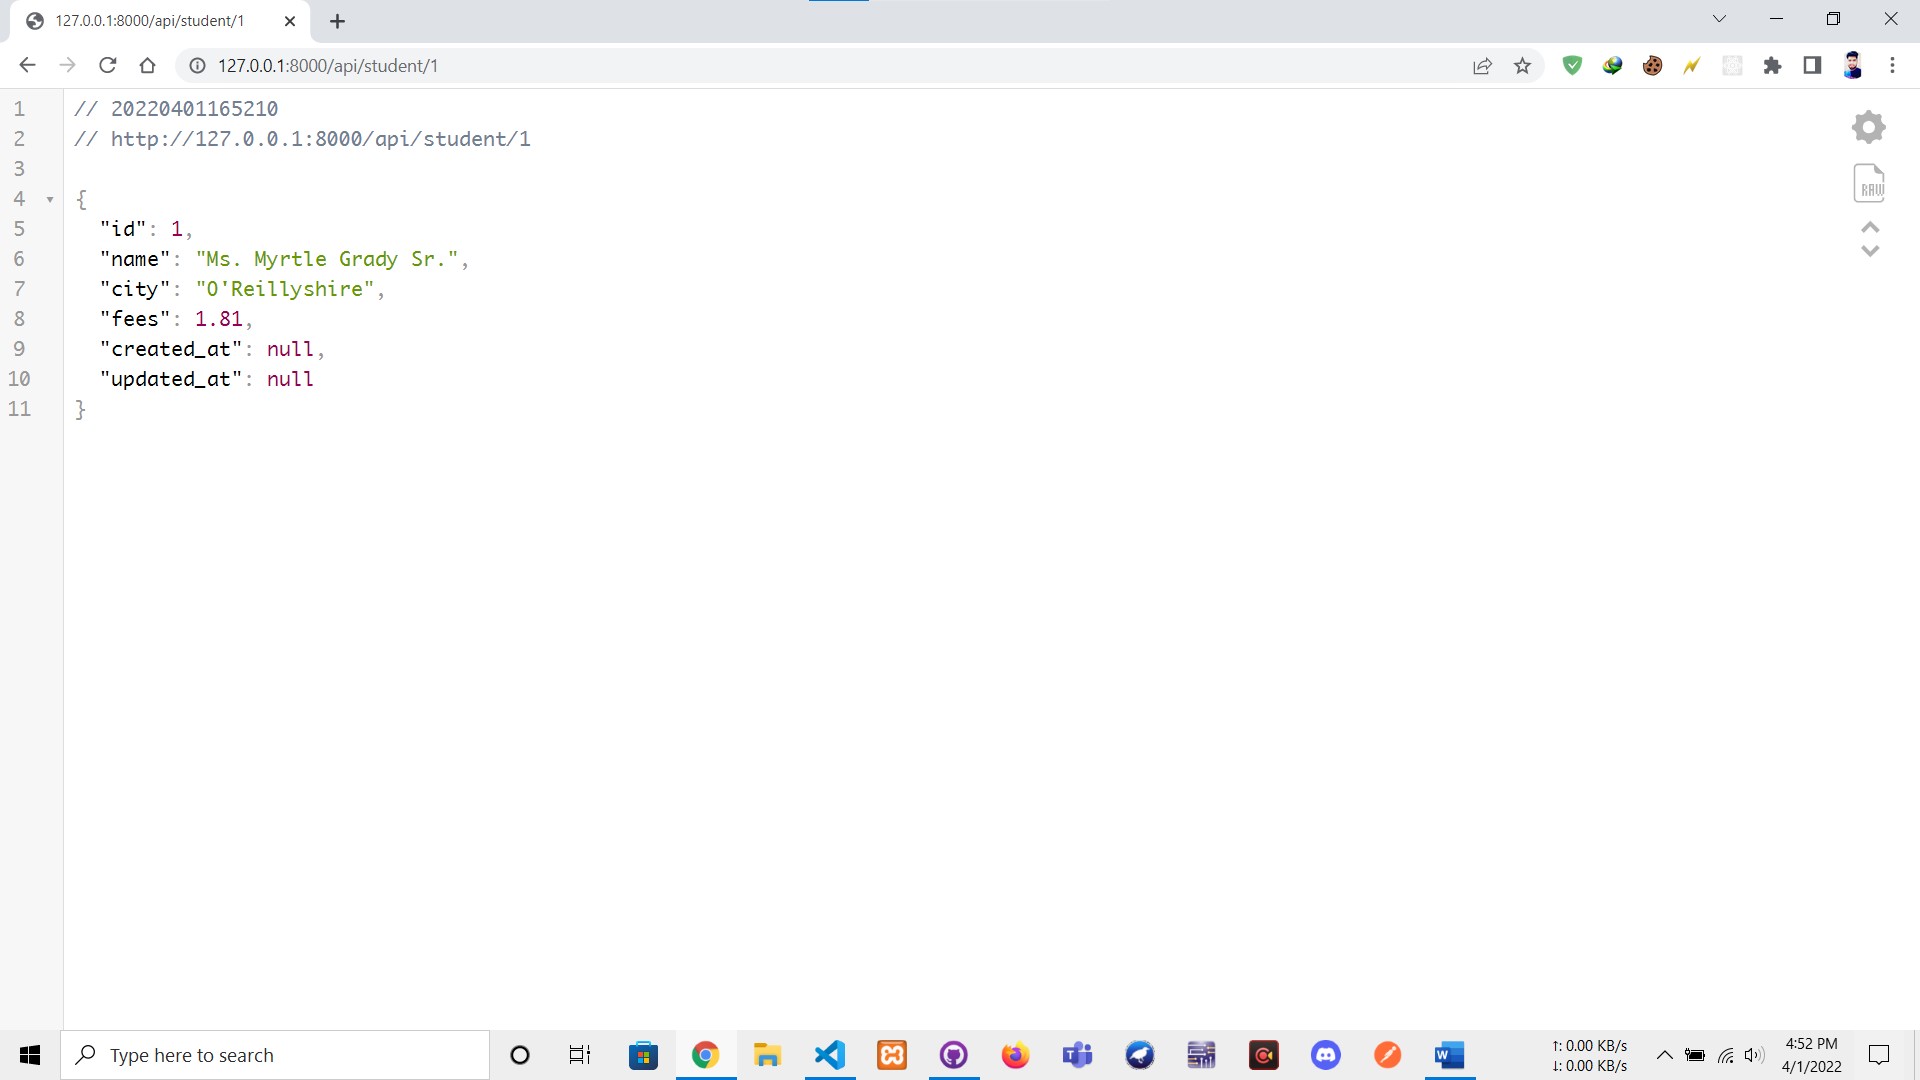 127.0.0.1:8000/api/student/1
127.0.0.1:8000/api/student/1
1 // 20220401165210
2 // http://127.0.0.1:8000/api/student/1
3
4 {
5 "id": 1,
6 "name": "Ms. Myrtle Grady Sr.",
7 "city": "O'Reillyshire",
8 "fees": 1.81,
9 "created_at": null,
10 "updated_at": null
11 }
RAW
Type here to search
↑: 0.00 KB/s
↓: 0.00 KB/s
4:52 PM
4/1/2022